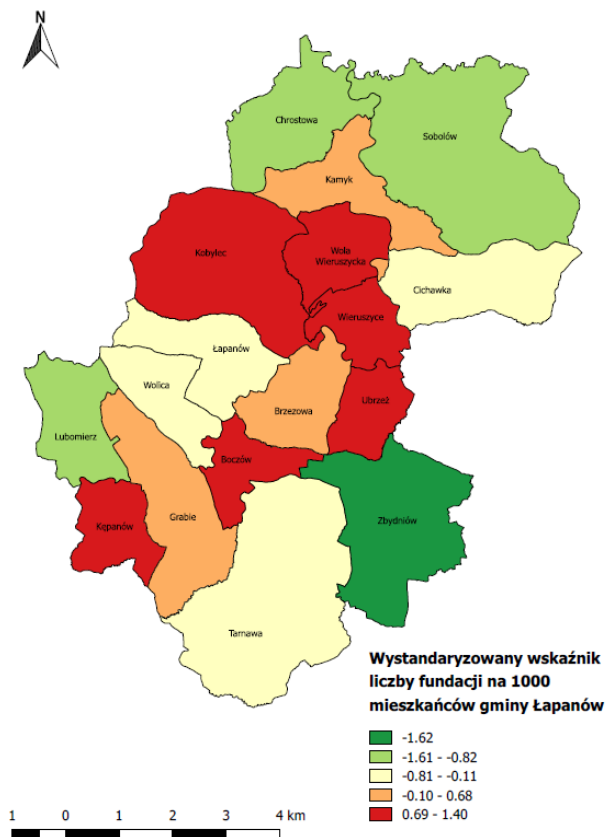 N
Chrostowa
Sobolów
Kamyk
Kobylec
Wola
Wieruszycka
Cichawka
Wieruszyce
Łapanów
Wolica
Ubrzeż
Brzezowa
Lubomierz
Boczów
Grabie
Zbydniów
Kępanów
Tarnawa
Wystandaryzowany wskaźnik
liczby fundacji na 1000
mieszkańców gminy Łapanów
-1.62
-1.61 - -0.82
-0.81 - -0.11
-0.10 - 0.68
0.69 - 1.40
1 0 1 2 3 4 km